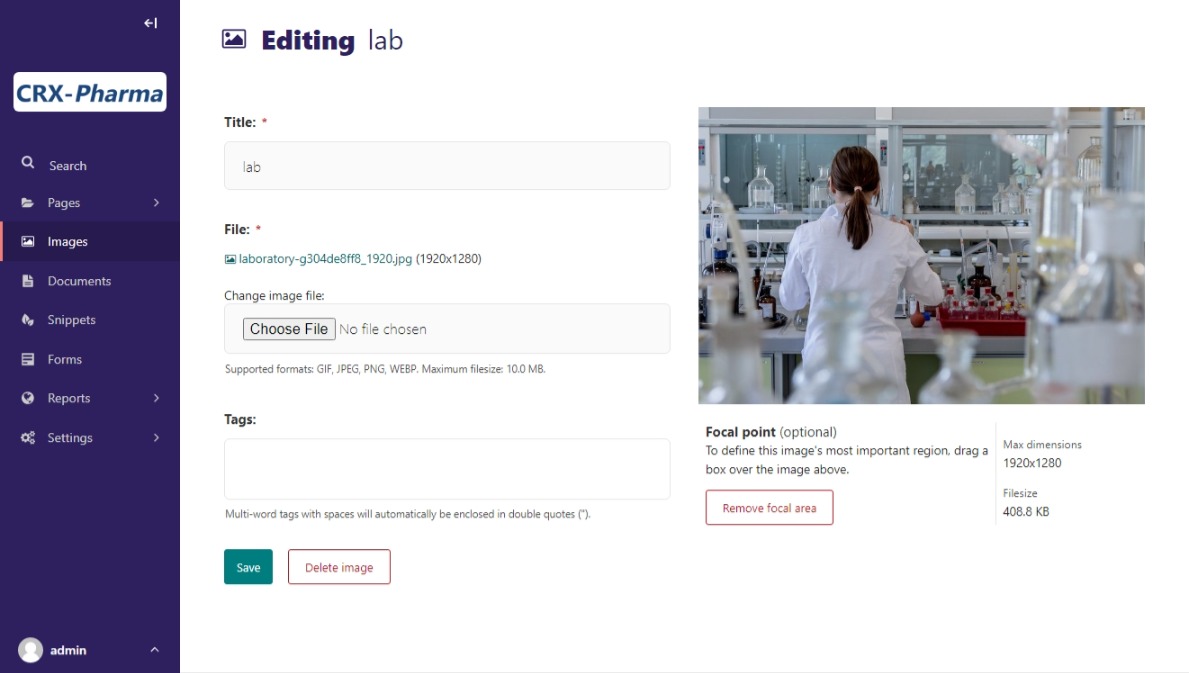 CRX-Pharma
Search
Pages
Images
Documents
Snippets
Forms
Reports
Settings
admin
Editing lab
Title: *
lab
File: *
laboratory-g304de8ff8_1920.jpg (1920x1280)
Change image file:
Choose File No file chosen
Supported formats: GIF, JPEG, PNG, WEBP. Maximum filesize: 10.0 MB.
Tags:
Multi-word tags with spaces will automatically be enclosed in double quotes (").
Save
Delete image
Focal point (optional)
To define this image's most important region, drag a
box over the image above.
Remove focal area
Max dimensions
1920x1280
Filesize
408.8 KB